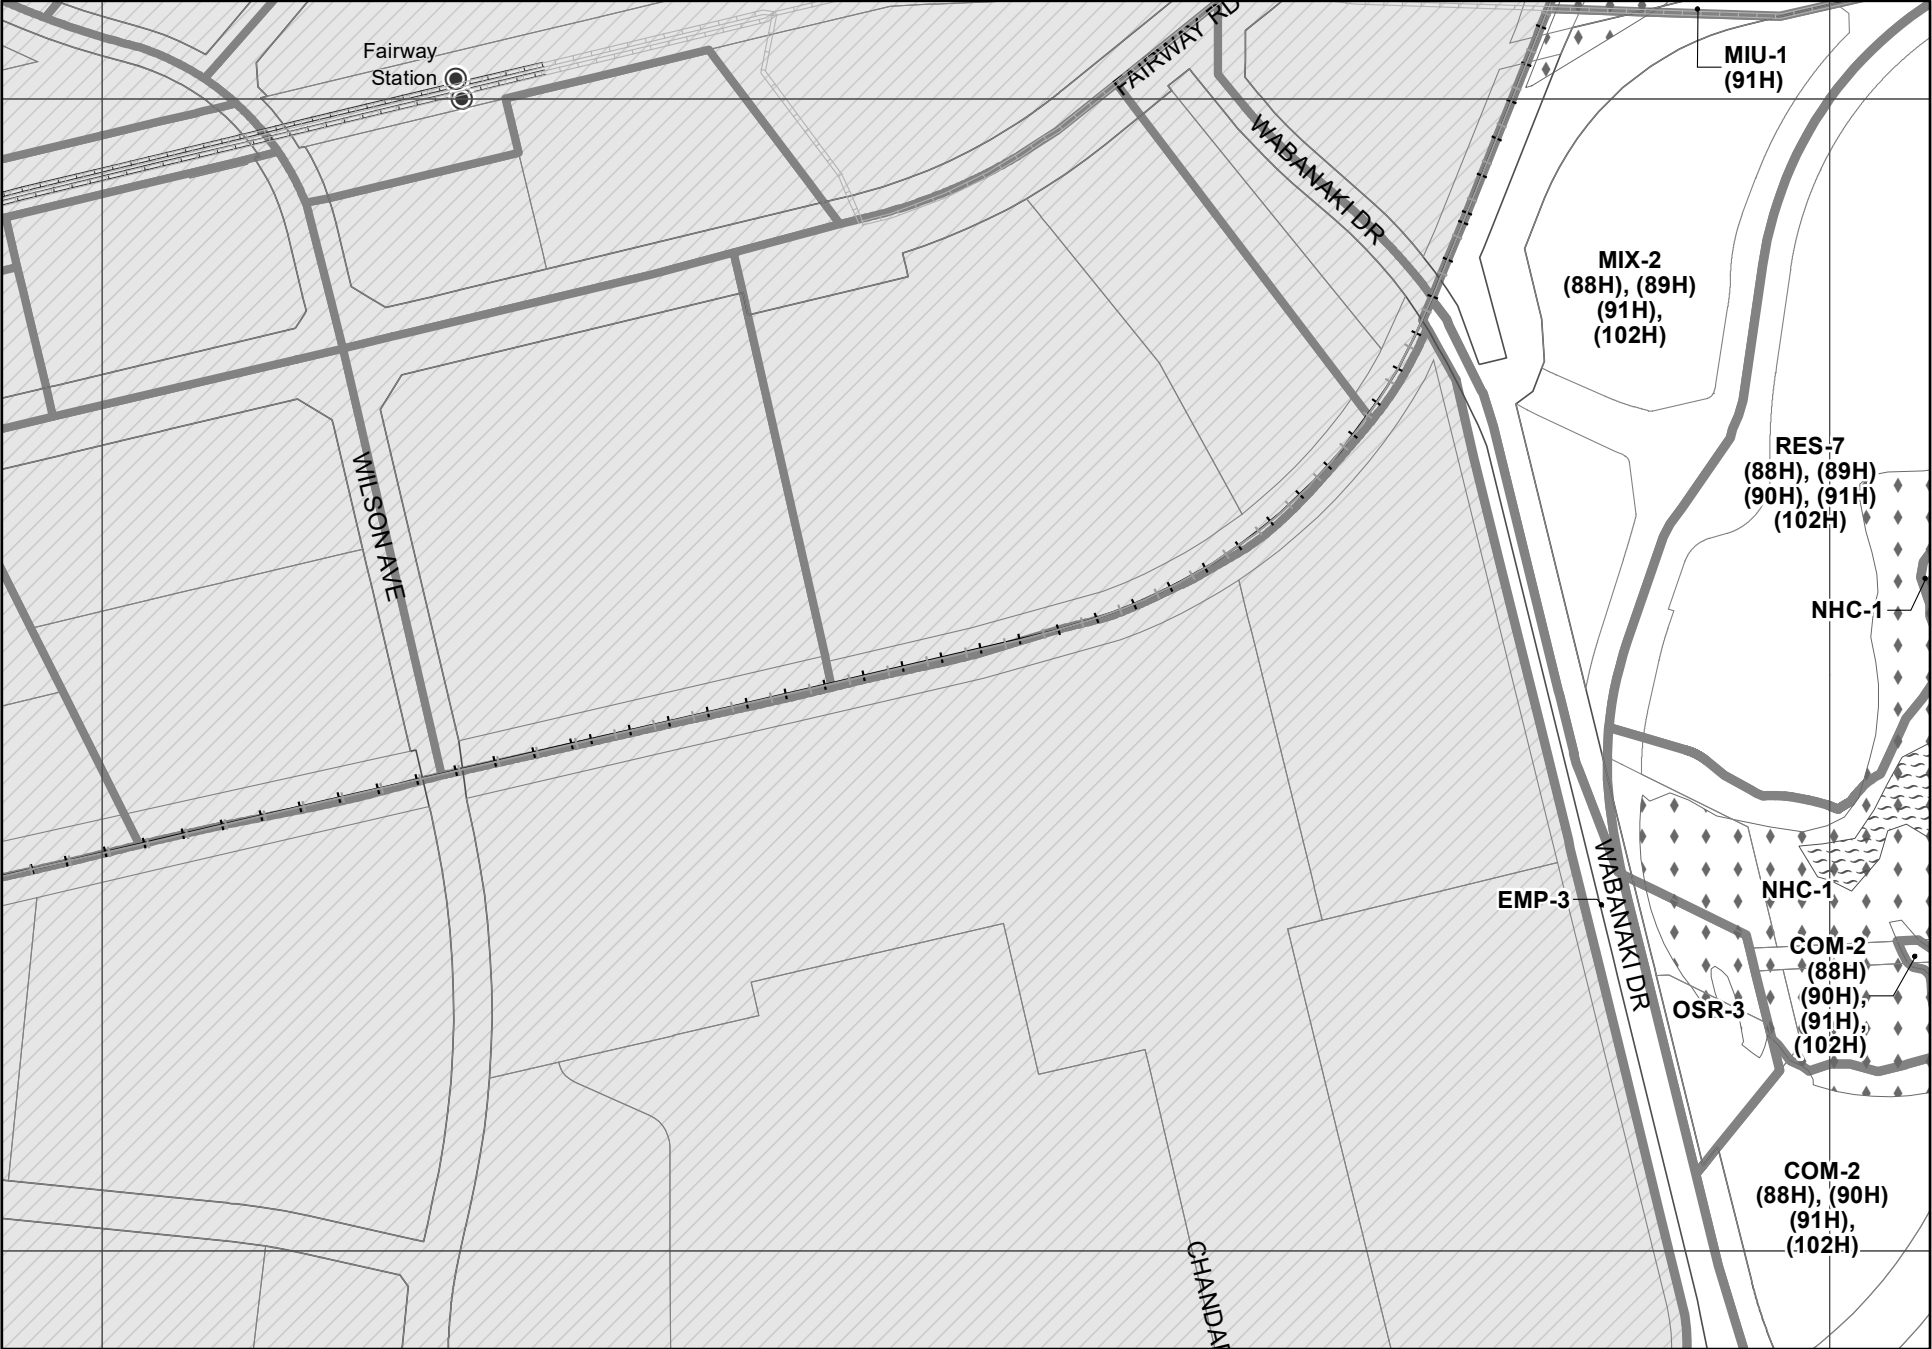 Fairway
Station
FAIRWAY RD
MIU-1
(91H)
WABANAKI DR
MIX-2
(88H), (89H)
(91H),
(102H)
RES-7
(88H), (89H)
(90H), (91H)
(102H)
WILSON AVE
NHC-1
EMP-3
WABANAKI DR
NHC-1
COM-2
(88H)
(90H),
(91H),
(102H)
OSR-3
COM-2
(88H), (90H)
(91H),
(102H)